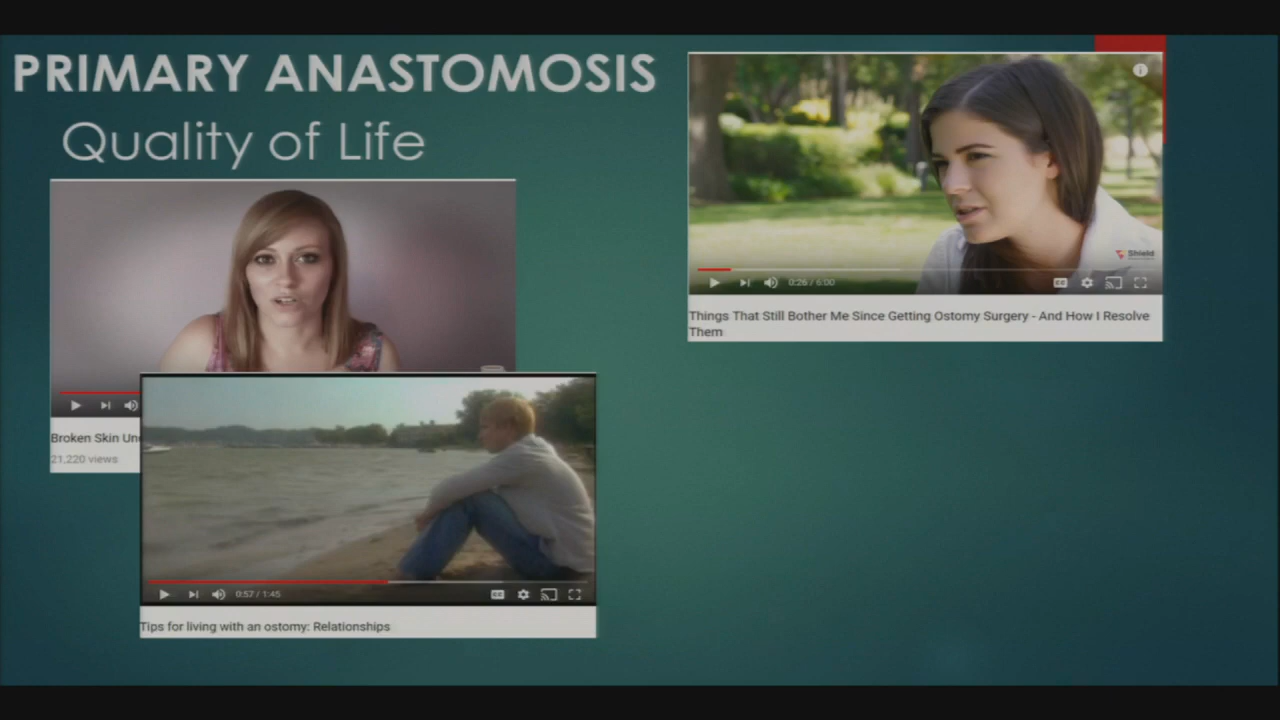 PRIMARY ANASTOMOSIS
Quality of Life
Shield
0:26 / 6:00
Things That Still Bother Me Since Getting Ostomy Surgery - And How I Resolve
Them
Broken Skin
21,220 views
0:57 / 1:45
Tips for living with an ostomy: Relationships